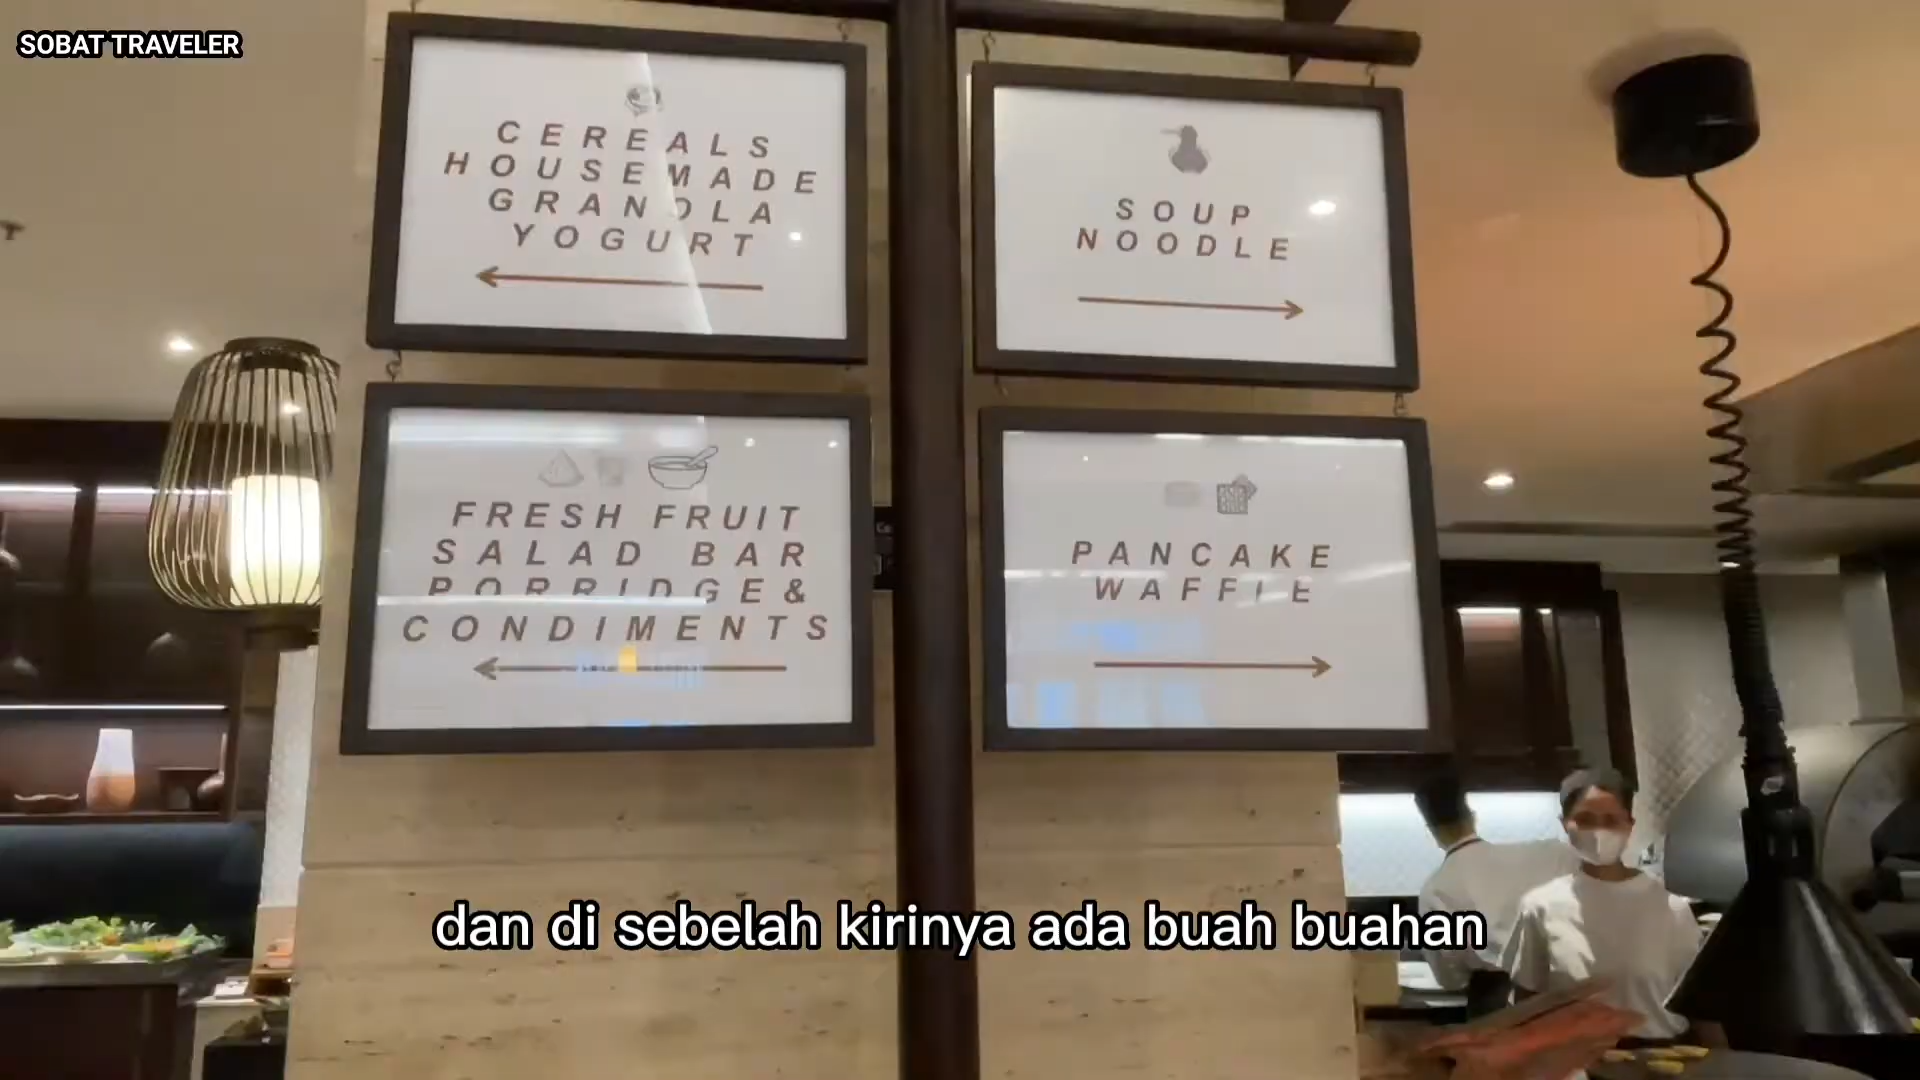 SOBAT TRAVELER
CEREALS
HOUSEMADE
GRANOLA
YOGURT
SOUP
NOODLE
FRESH FRUIT
SALAD BAR
PORRIDGE&
CONDIMENTS
PANCAKE
WAFFLE
dan di sebelah kirinya ada buah buahan